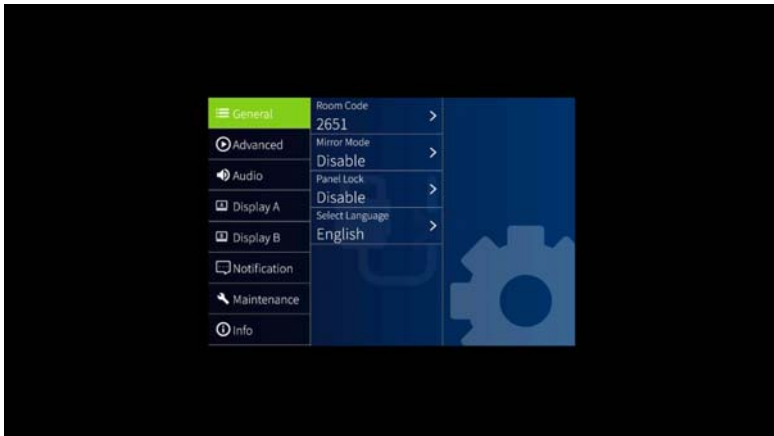 General
Advanced
Audio
Display A
Display B
Notification
Maintenance
Info
Room Code
2651
Mirror Mode
Disable
Panel Lock
Disable
Select Language
English